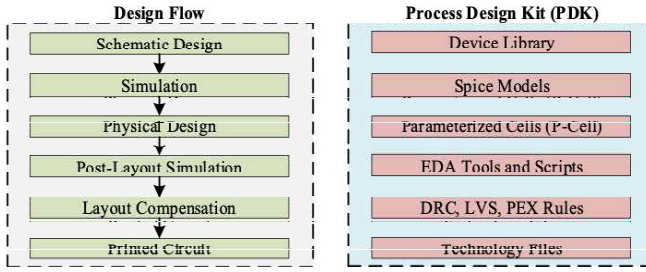 Design Flow
Schematic Design
Simulation
Physical Design
Post-Layout Simulation
Layout Compensation
Printed Circuit
Process Design Kit (PDK)
Device Library
Spice Models
Parameterized Cells (P-Cell)
EDA Tools and Scripts
DRC, LVS, PEX Rules
Technology Files